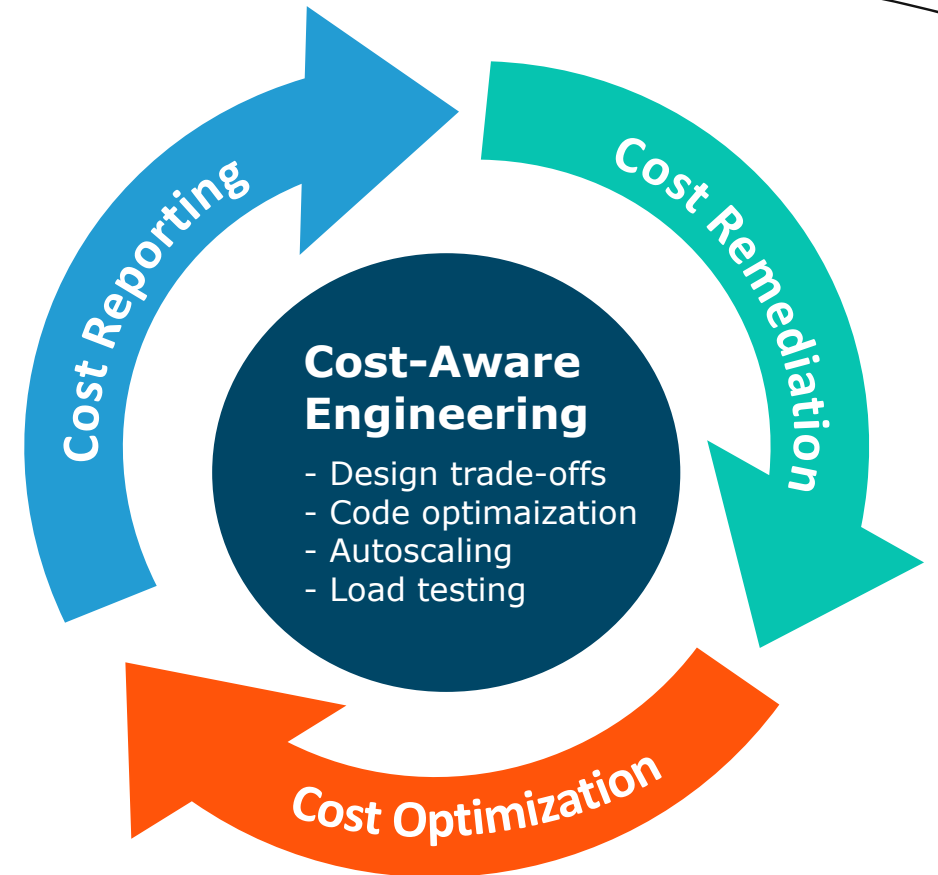 Cost Reporting
Cost Remediation
Cost-Aware
Engineering
- Design trade-offs
- Code optimaization
- Autoscaling
- Load testing
Cost Optimization